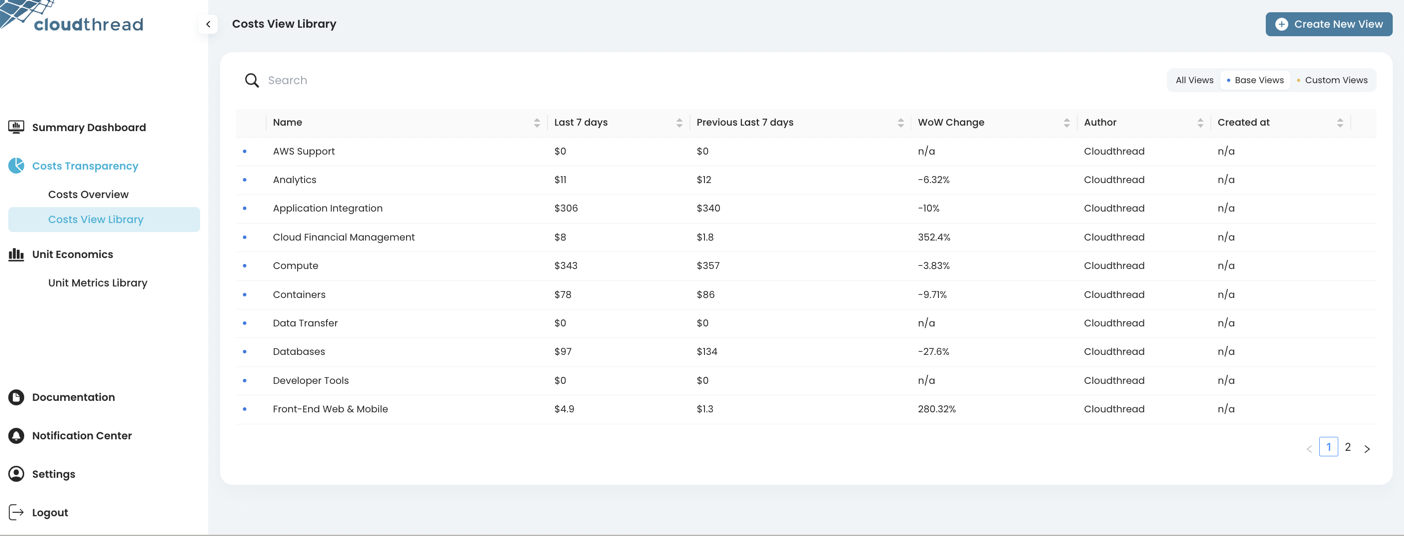 cloudthread
Costs View Library
Create New View
Summary Dashboard
Costs Transparency
Costs Overview
Costs View Library
Unit Economics
Unit Metrics Library
Documentation
Notification Center
Settings
Logout
Search
All Views Base Views Custom Views
Name Last 7 days Previous Last 7 days WoW Change Author Created at
AWS Support $0 $0 n/a Cloudthread n/a
Analytics $11 $12 -6.32% Cloudthread n/a
Application Integration $306 $340 -10% Cloudthread n/a
Cloud Financial Management $8 $1.8 352.4% Cloudthread n/a
Compute $343 $357 -3.83% Cloudthread n/a
Containers $78 $86 -9.71% Cloudthread n/a
Data Transfer $0 $0 n/a Cloudthread n/a
Databases $97 $134 -27.6% Cloudthread n/a
Developer Tools $0 $0 n/a Cloudthread n/a
Front-End Web & Mobile $4.9 $1.3 280.32% Cloudthread n/a
1 2